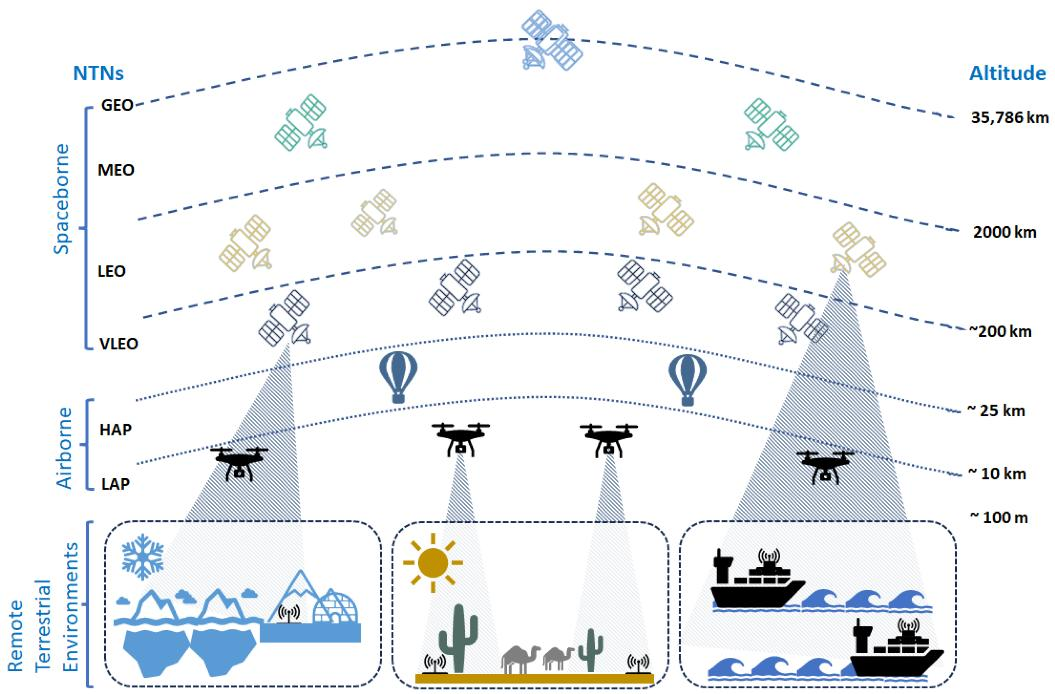 NTNs
Altitude
GEO
35,786 km
MEO
Spaceborne
2000 km
LEO
~200 km
VLEO
~ 25 km
HAP
Airborne
~ 10 km
LAP
~ 100 m
Remote
Terrestrial
Environments